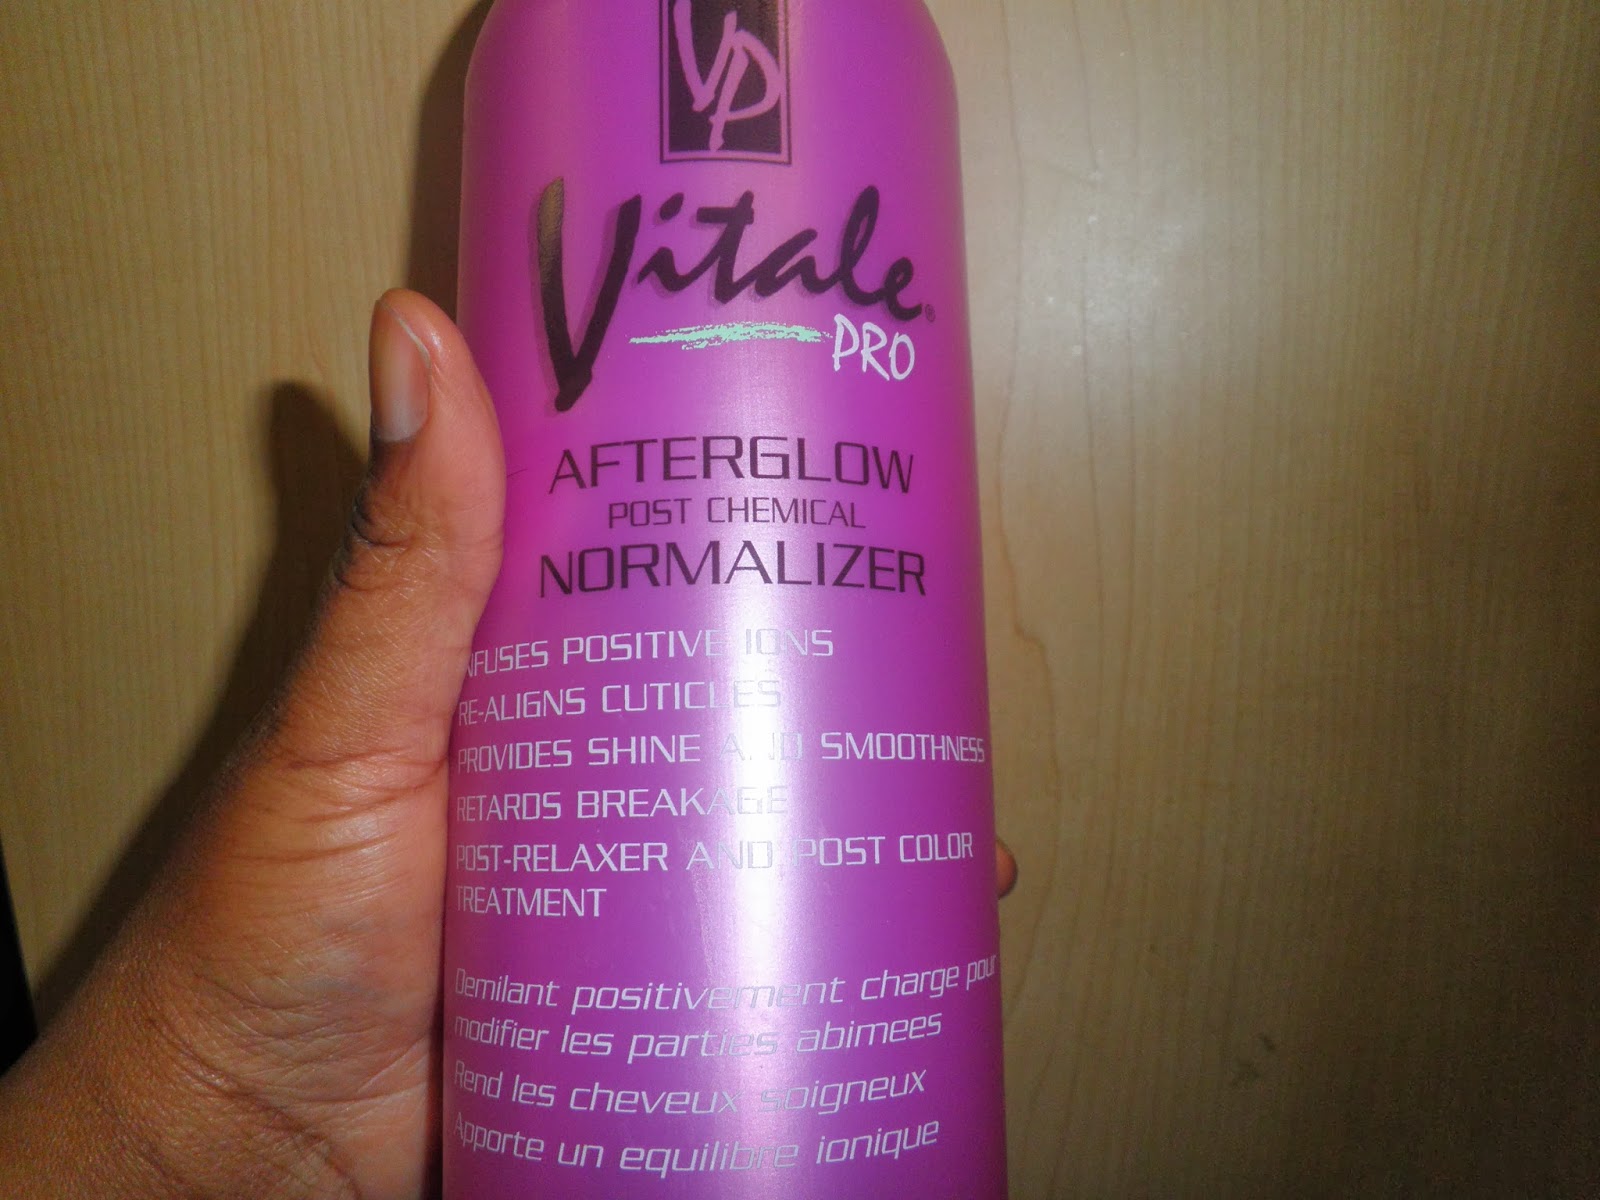 VP
Vitale®
PRO
AFTERGLOW
POST CHEMICAL
NORMALIZER
INFUSES POSITIVE IONS
RE-ALIGNS CUTICLES
PROVIDES SHINE AND SMOOTHNESS
RETARDS BREAKAGE
POST-RELAXER AND POST COLOR
TREATMENT
Demilant positivement charge pour
modifier les parties abimees
Rend les cheveux soigneux
Apporte un equilibre ionique